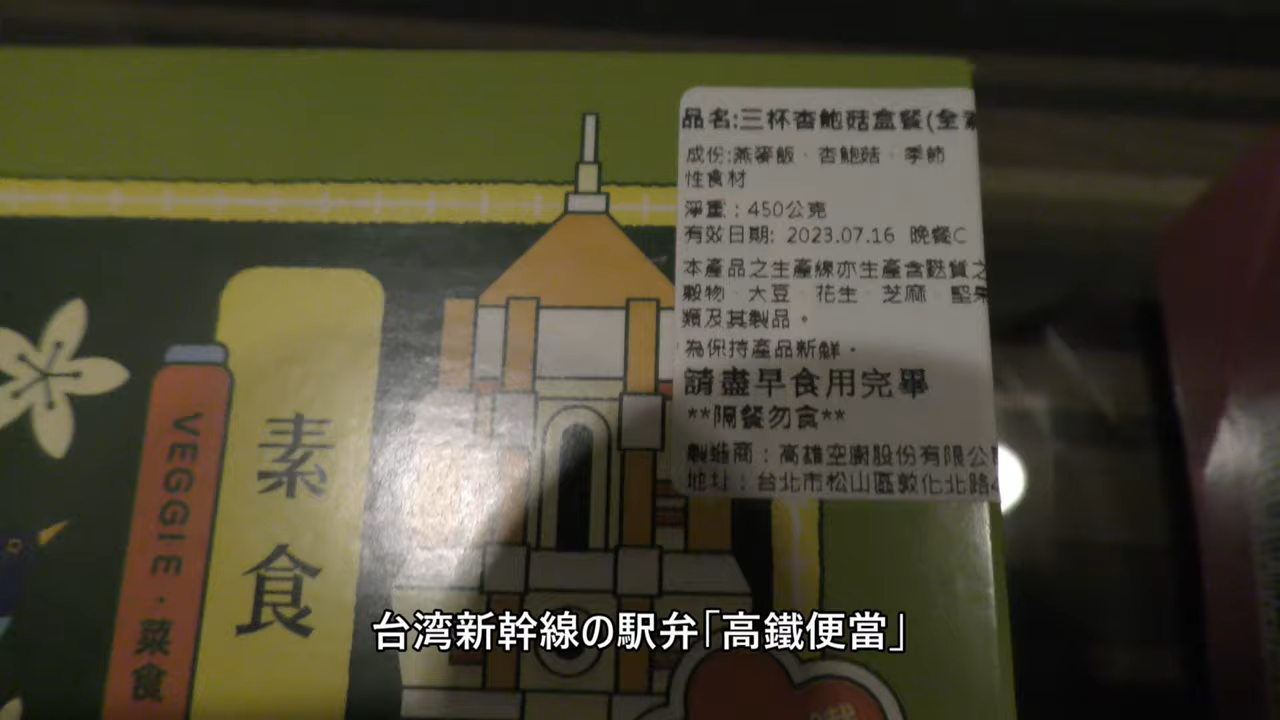 品名:三杯杏鮑菇盒餐(全素
成份:燕麥飯、杏鮑菇、季節
性食材
淨重:450公克
有效日期: 2023.07.16 晚餐C
本產品之生產線亦生產含麩質之
穀物、大豆、花生、芝麻、堅果
類及其製品。
為保持產品新鮮,
請盡早食用完畢
**隔餐勿食**
製造商:高雄空廚股份有限公
地址:台北市松山區敦化北路
素食
VEGGIE・菜食
台湾新幹線の駅弁「高鐵便當」